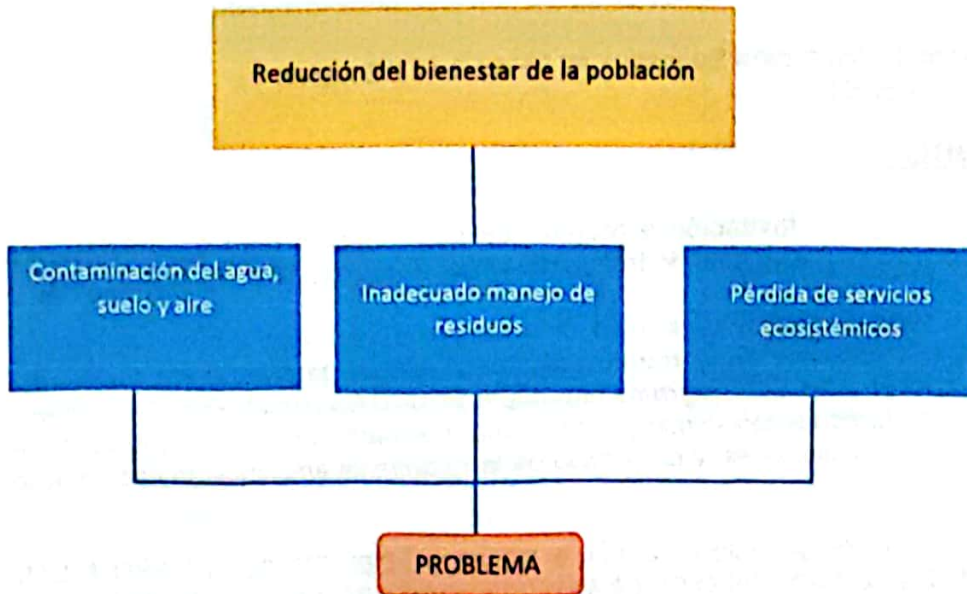 Reducción del bienestar de la población
Contaminación del agua,
suelo y aire
Inadecuado manejo de
residuos
Pérdida de servicios
ecosistémicos
PROBLEMA